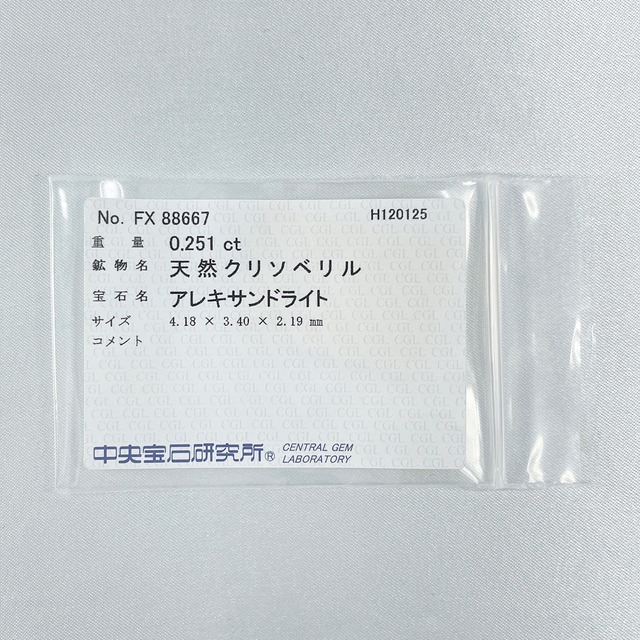 No. FX 88667 H120125
重量 0.251 ct
鉱物名 天然クリソベリル
宝石名 アレキサンドライト
サイズ 4.18 × 3.40 × 2.19 mm
コメント
中央宝石研究所® CENTRAL GEM
LABORATORY